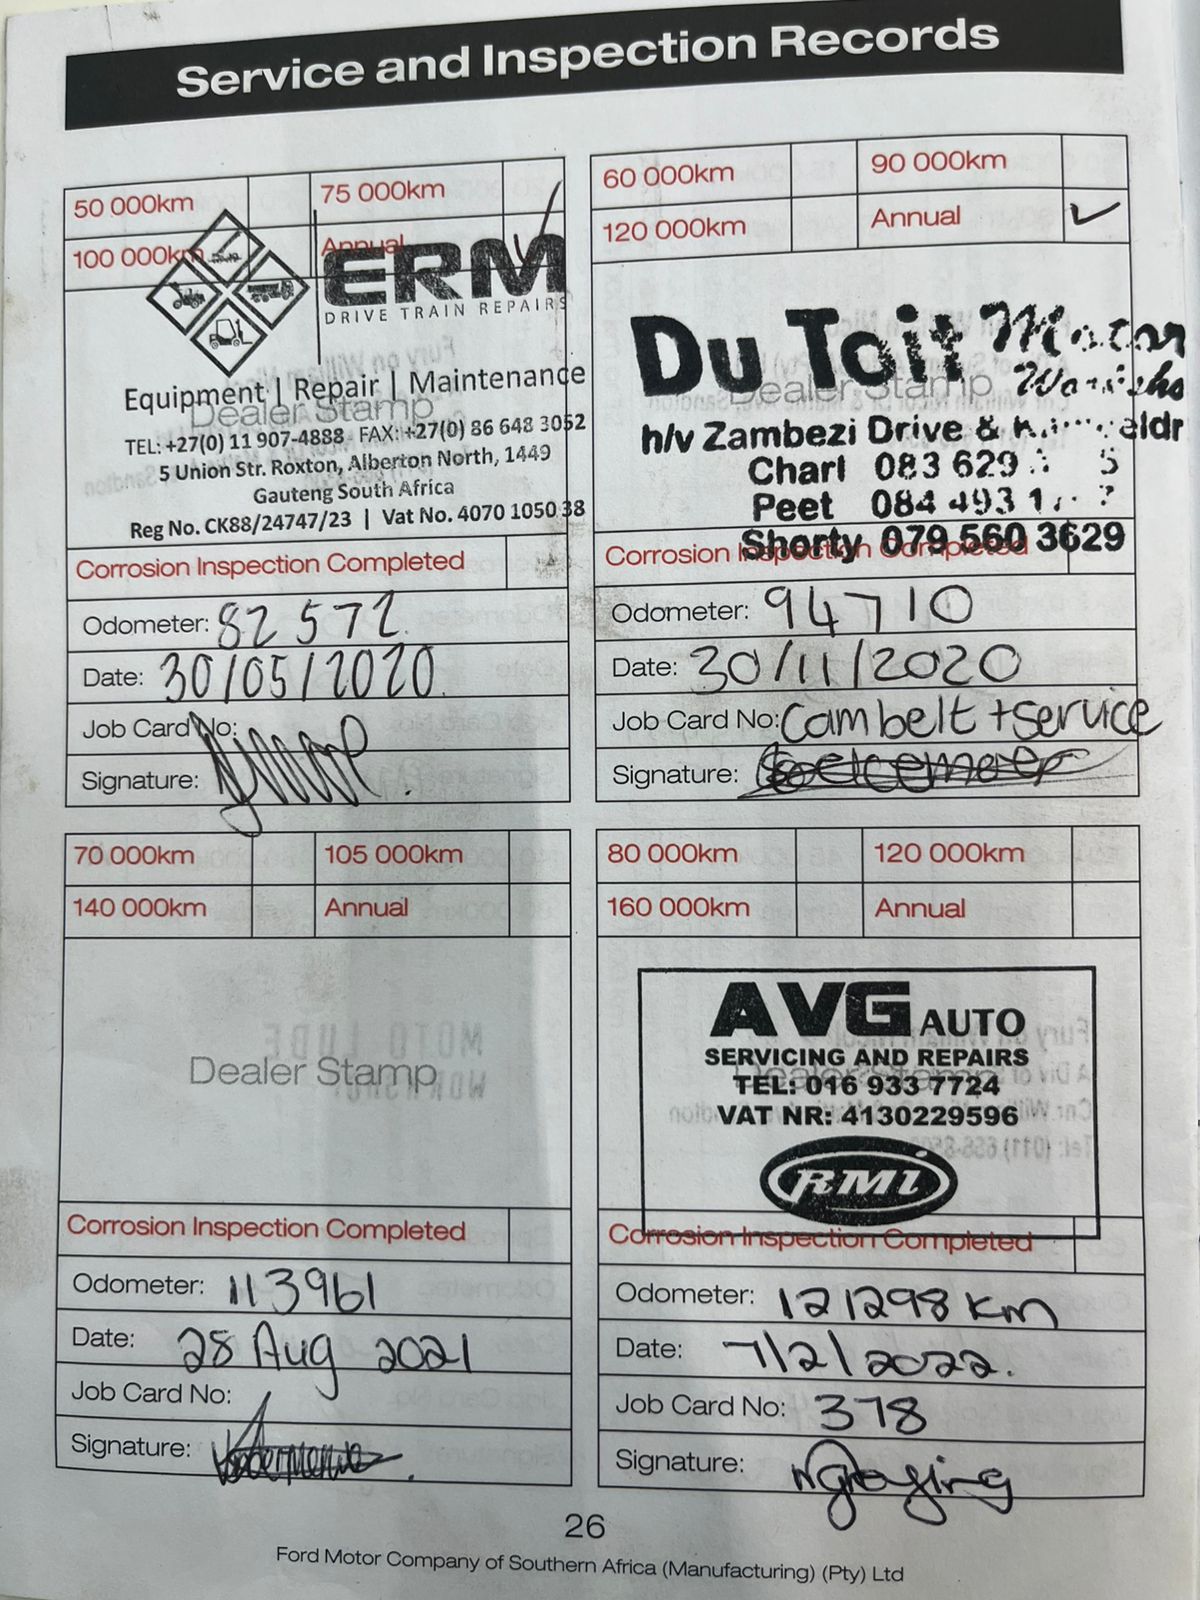 Service and Inspection Records
50 000km 75 000km
100 000km Annual
ERM
DRIVE TRAIN REPAIRS
Equipment | Repair | Maintenance
Dealer Stamp
TEL: +27(0) 11 907-4888 FAX: +27(0) 86 648 3052
5 Union Str. Roxton, Alberton North, 1449
Gauteng South Africa
Reg No. CK88/24747/23 | Vat No. 4070 1050 38
Corrosion Inspection Completed
Odometer: 82 572
Date: 30/05/2020
Job Card No:
Signature:
60 000km 90 000km
120 000km Annual ✓
Du Toit Motor
Dealer Stamp
h/v Zambezi Drive &
Charl 083 629
Peet 084 493
Shorty 079 560 3629
Corrosion Inspection Completed
Odometer: 94710
Date: 30/11/2020
Job Card No: Cambelt + service
Signature:
70 000km 105 000km
140 000km Annual
Dealer Stamp
Corrosion Inspection Completed
Odometer: 113961
Date: 28 Aug 2021
Job Card No:
Signature:
80 000km 120 000km
160 000km Annual
AVG AUTO
SERVICING AND REPAIRS
Dealer Stamp
TEL: 016 933 7724
VAT NR: 4130229596
RMi
Corrosion Inspection Completed
Odometer: 121298 km
Date: 7/2/2022.
Job Card No: 378
Signature:
26
Ford Motor Company of Southern Africa (Manufacturing) (Pty) Ltd